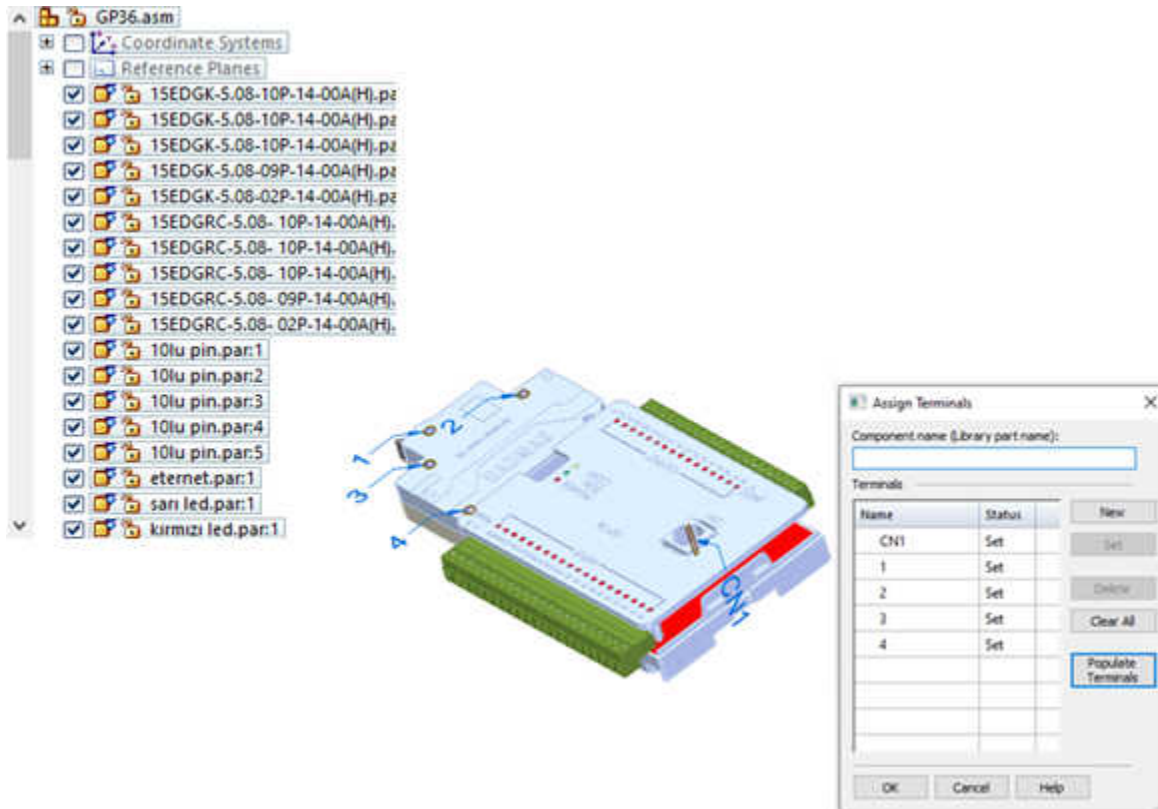 GP36.asm
Coordinate Systems
Reference Planes
15EDGK-5.08-10P-14-00A(H).pa
15EDGK-5.08-10P-14-00A(H).pa
15EDGK-5.08-10P-14-00A(H).pa
15EDGK-5.08-09P-14-00A(H).pa
15EDGK-5.08-02P-14-00A(H).pa
15EDGRC-5.08- 10P-14-00A(H).
15EDGRC-5.08- 10P-14-00A(H).
15EDGRC-5.08- 10P-14-00A(H).
15EDGRC-5.08- 09P-14-00A(H).
15EDGRC-5.08- 02P-14-00A(H).
10lu pin.par:1
10lu pin.par:2
10lu pin.par:3
10lu pin.par:4
10lu pin.par:5
eternet.par:1
sarı led.par:1
kırmızı led.par:1
2
1
3
4
CN1
Assign Terminals
Component name (Library part name):
Terminals
Name Status
New
CN1 Set
Set
1 Set
2 Set
Delete
3 Set
Clear All
4 Set
Populate
Terminals
OK Cancel Help